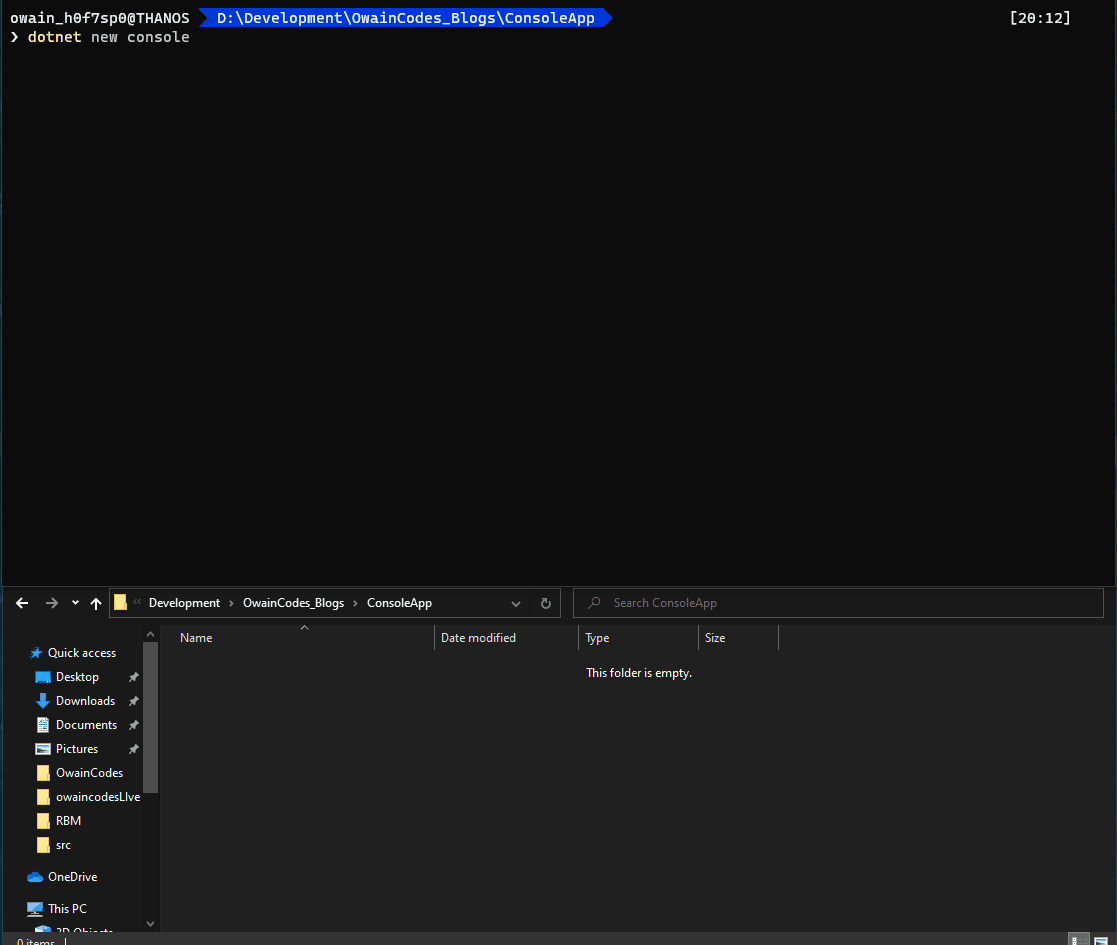 owain_h0f7sp0@THANOS D:\Development\OwainCodes_Blogs\ConsoleApp [20:12]
❯ dotnet new console
« Development › OwainCodes_Blogs › ConsoleApp
Search ConsoleApp
Name Date modified Type Size
This folder is empty.
Quick access
Desktop
Downloads
Documents
Pictures
OwainCodes
owaincodesLIve
RBM
src
OneDrive
This PC
3D Objects
0 items